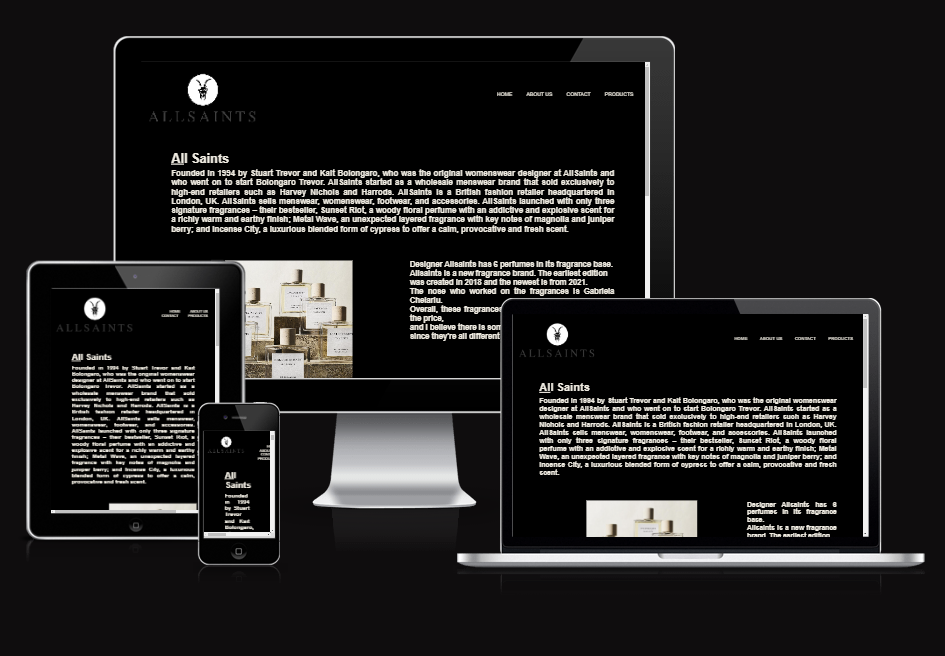 ALLSAINTS
HOME ABOUT US CONTACT PRODUCTS
All Saints
Founded in 1994 by Stuart Trevor and Kait Bolongaro, who was the original womenswear designer at AllSaints and
who went on to start Bolongaro Trevor. AllSaints started as a wholesale menswear brand that sold exclusively to
high-end retailers such as Harvey Nichols and Harrods. AllSaints is a British fashion retailer headquartered in
London, UK. AllSaints sells menswear, womenswear, footwear, and accessories. AllSaints launched with only three
signature fragrances – their bestseller, Sunset Riot, a woody floral perfume with an addictive and explosive scent for
a richly warm and earthy finish; Metal Wave, an unexpected layered fragrance with key notes of magnolia and juniper
berry; and Incense City, a luxurious blended form of cypress to offer a calm, provocative and fresh scent.
Designer Allsaints has 6 perfumes in its fragrance base.
Allsaints is a new fragrance brand. The earliest edition
was created in 2018 and the newest is from 2021.
The nose who worked on the fragrances is Gabriela
Chelariu.
Overall, these fragrances
the price,
and I believe there is som
since they're all different
ALLSAINTS
HOME ABOUT US
CONTACT PRODUCTS
All Saints
Founded in 1994 by Stuart Trevor and Kait
Bolongaro, who was the original womenswear
designer at AllSaints and who went on to start
Bolongaro Trevor. AllSaints started as a
wholesale menswear brand that sold
exclusively to high-end retailers such as
Harvey Nichols and Harrods. AllSaints is a
British fashion retailer headquartered in
London, UK. AllSaints sells menswear,
womenswear, footwear, and accessories.
AllSaints launched with only three signature
fragrances – their bestseller, Sunset Riot, a
woody floral perfume with an addictive and
explosive scent for a richly warm and earthy
finish; Metal Wave, an unexpected layered
fragrance with key notes of magnolia and
juniper berry; and Incense City, a luxurious
blended form of cypress to offer a calm,
provocative and fresh scent.
All
Saints
Founded
in 1994
by Stuart
Trevor
and Kait
Bolongaro,
ALLSAINTS
HOME ABOUT US CONTACT PRODUCTS
All Saints
Founded in 1994 by Stuart Trevor and Kait Bolongaro, who was the original womenswear
designer at AllSaints and who went on to start Bolongaro Trevor. AllSaints started as a
wholesale menswear brand that sold exclusively to high-end retailers such as Harvey
Nichols and Harrods. AllSaints is a British fashion retailer headquartered in London, UK.
AllSaints sells menswear, womenswear, footwear, and accessories. AllSaints launched
with only three signature fragrances – their bestseller, Sunset Riot, a woody floral
perfume with an addictive and explosive scent for a richly warm and earthy finish; Metal
Wave, an unexpected layered fragrance with key notes of magnolia and juniper berry; and
Incense City, a luxurious blended form of cypress to offer a calm, provocative and fresh
scent.
Designer Allsaints has 6
perfumes in its fragrance
base.
Allsaints is a new fragrance
brand. The earliest edition